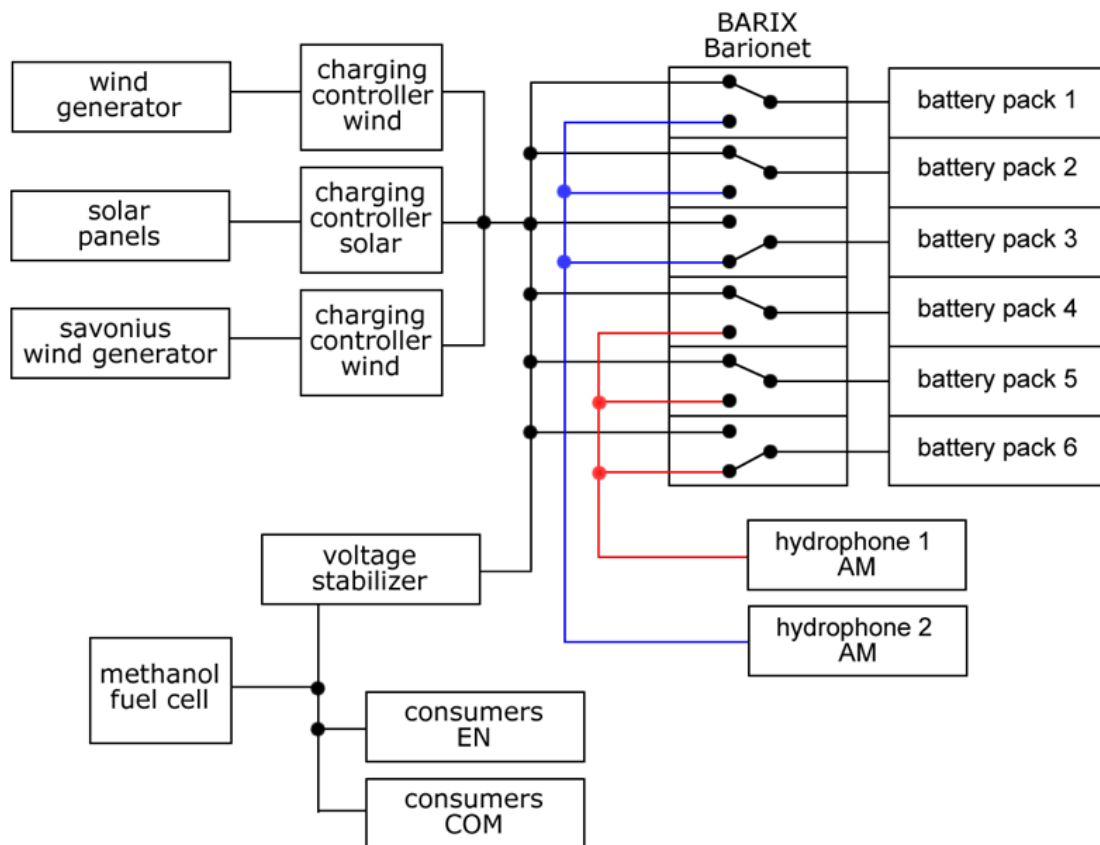 BARIX
Barionet
wind
generator
charging
controller
wind
battery pack 1
battery pack 2
solar
panels
charging
controller
solar
battery pack 3
savonius
wind generator
charging
controller
wind
battery pack 4
battery pack 5
battery pack 6
voltage
stabilizer
hydrophone 1
AM
hydrophone 2
AM
methanol
fuel cell
consumers
EN
consumers
COM